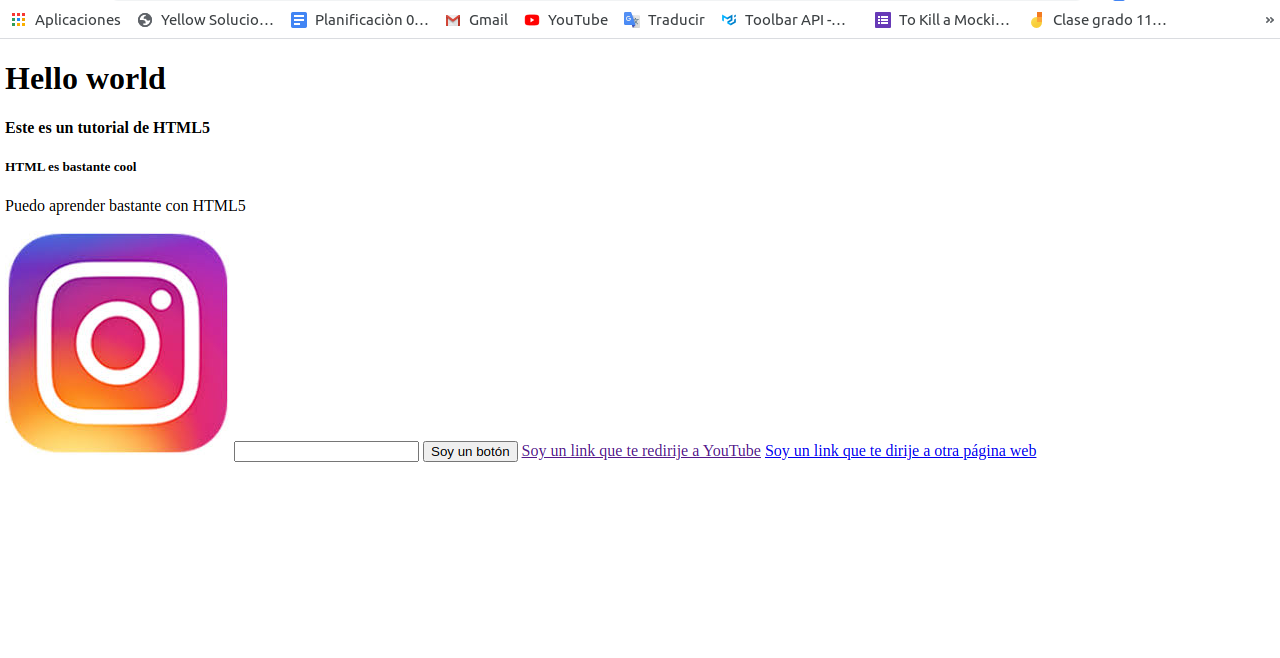 Aplicaciones Yellow Solucio… Planificaciòn 0… Gmail YouTube Traducir Toolbar API -… To Kill a Mocki… Clase grado 11… »
Hello world
Este es un tutorial de HTML5
HTML es bastante cool
Puedo aprender bastante con HTML5
Soy un botón Soy un link que te redirije a YouTube Soy un link que te dirije a otra página web